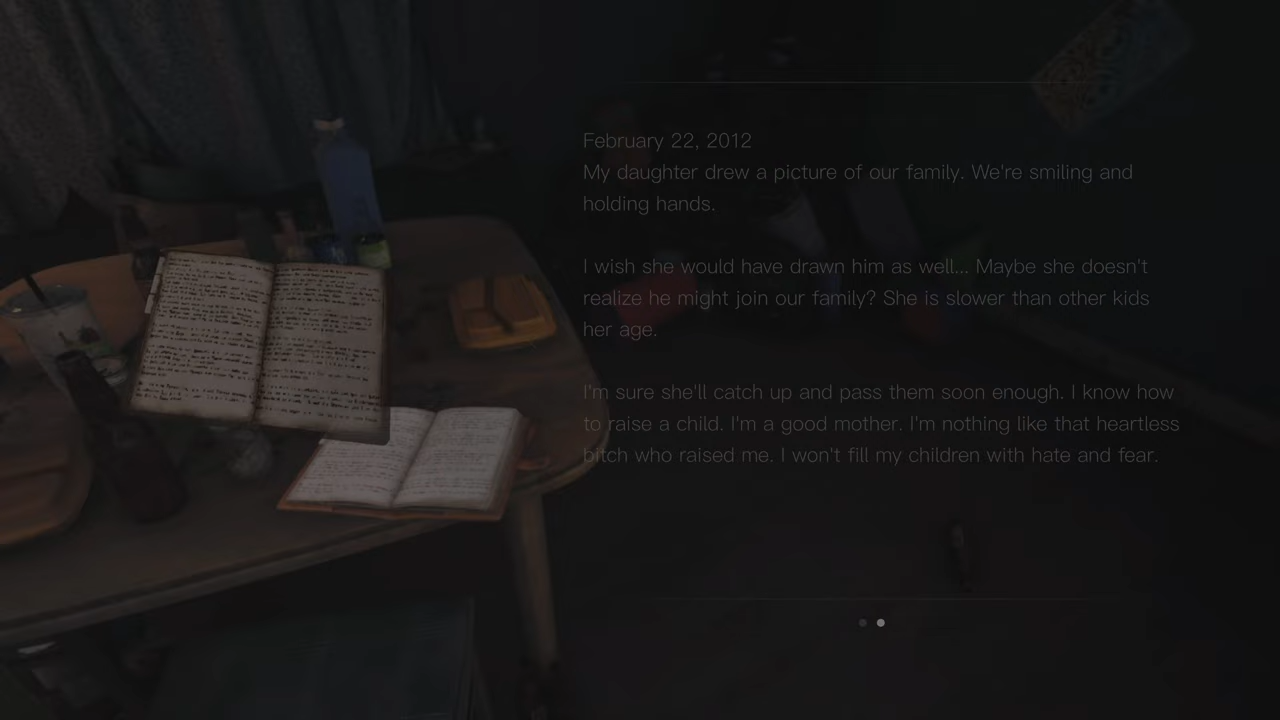 February 22, 2012
My daughter drew a picture of our family. We're smiling and
holding hands.
I wish she would have drawn him as well... Maybe she doesn't
realize he might join our family? She is slower than other kids
her age.
I'm sure she'll catch up and pass them soon enough. I know how
to raise a child. I'm a good mother. I'm nothing like that heartless
bitch who raised me. I won't fill my children with hate and fear.